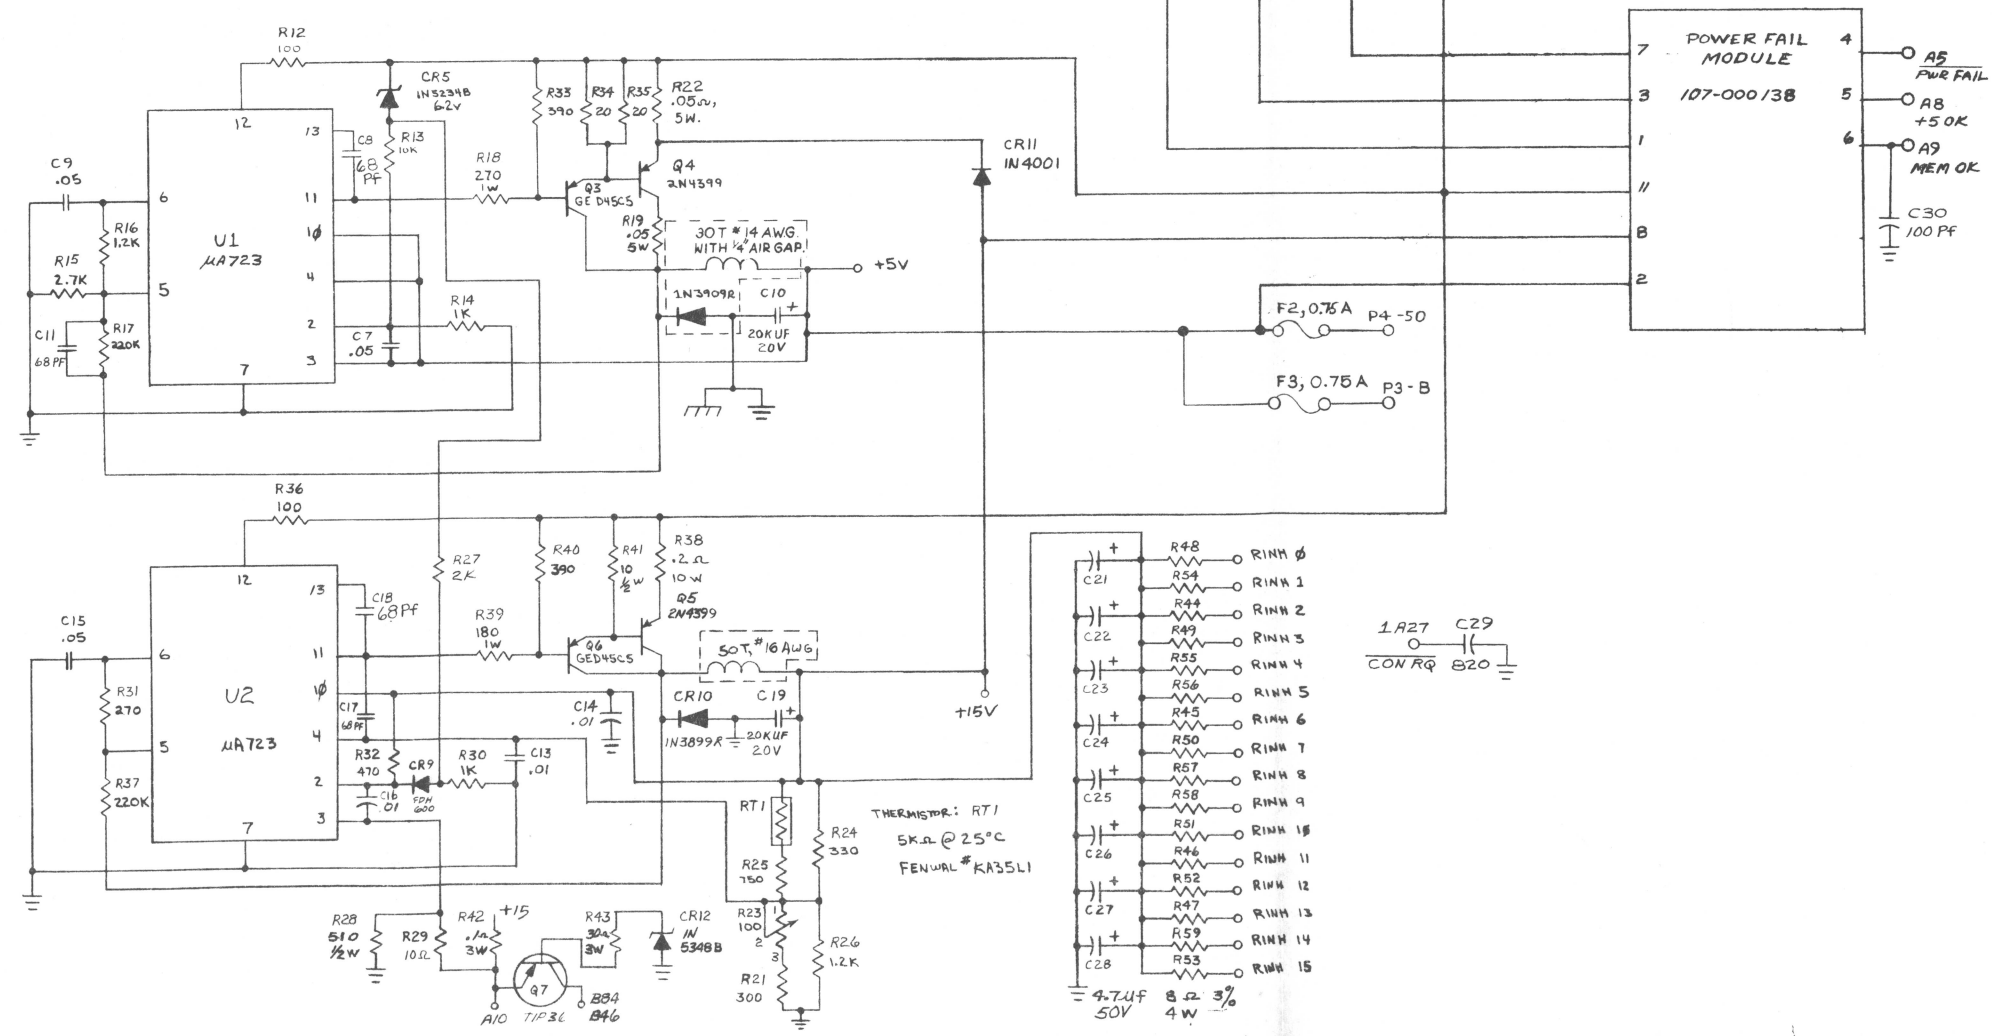 R12
100
CR5
1N5234B
6.2V
R13
10K
12
13
C8
68
Pf
C9
.05
6
11
R16
1.2K
U1
µA723
1Ø
4
R15
2.7K
5
2
R14
1K
C11
68PF
R17
220K
C7
.05
3
7
R18
270
1W
R33
390
R34
20
R35
20
R22
.05Ω,
5W.
Q3
GE D45C5
Q4
2N4399
R19
.05
5W
30T #14 AWG.
WITH ¼" AIR GAP.
+5V
1N3909R
C10
+
20KUF
20V
CR11
1N4001
POWER FAIL
MODULE
107-000138
7
3
1
11
8
2
4
5
6
A5
PWR FAIL
A8
+5 OK
A9
MEM OK
C30
100 Pf
F2, 0.75A
P4-50
F3, 0.75A
P3-B
R36
100
12
13
C18
68Pf
C15
.05
6
11
R31
270
U2
µA723
1Ø
C17
68PF
4
5
R32
470
2
R37
220K
C16
.01
3
7
CR9
FDH
600
R30
1K
C13
.01
R27
2K
R39
180
1W
R40
390
R41
10
½W
R38
.2Ω
10W
Q5
2N4399
Q6
GED45C5
50T, #16 AWG
C14
.01
CR10
1N3899R
C19
+
20KUF
20V
+15V
RT1
R24
330
R25
750
R23
100
1
2
3
R26
1.2K
R21
300
THERMISTOR: RT1
5KΩ @ 25°C
FENWAL #KA35L1
R28
510
½W
R29
10Ω
R42
.1Ω
3W
+15
R43
30Ω
3W
CR12
1N
5348B
Q7
A10
TIP36
B84
B46
C21
+
C22
+
C23
+
C24
+
C25
+
C26
+
C27
+
C28
+
R48
RINH Ø
R54
RINH 1
R44
RINH 2
R49
RINH 3
R55
RINH 4
R56
RINH 5
R45
RINH 6
R50
RINH 7
R57
RINH 8
R58
RINH 9
R51
RINH 1Ø
R46
RINH 11
R52
RINH 12
R47
RINH 13
R59
RINH 14
R53
RINH 15
4.7µf
50V
8Ω 3%
4W
1A27
CON RQ
C29
820